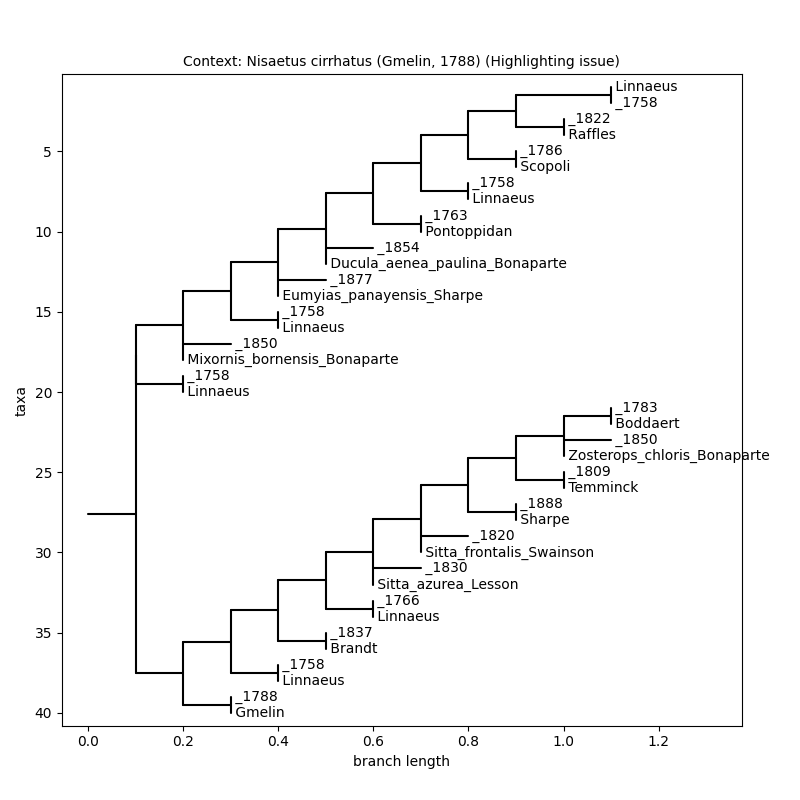 Context: Nisaetus cirrhatus (Gmelin, 1788) (Highlighting issue)
Linnaeus
_1758
_1822
Raffles
_1786
Scopoli
_1758
Linnaeus
_1763
Pontoppidan
_1854
Ducula_aenea_paulina_Bonaparte
_1877
Eumyias_panayensis_Sharpe
_1758
Linnaeus
_1850
Mixornis_bornensis_Bonaparte
_1758
Linnaeus
_1783
Boddaert
_1850
Zosterops_chloris_Bonaparte
_1809
Temminck
_1888
Sharpe
_1820
Sitta_frontalis_Swainson
_1830
Sitta_azurea_Lesson
_1766
Linnaeus
_1837
Brandt
_1758
Linnaeus
_1788
Gmelin
taxa
5
10
15
20
25
30
35
40
0.0 0.2 0.4 0.6 0.8 1.0 1.2
branch length